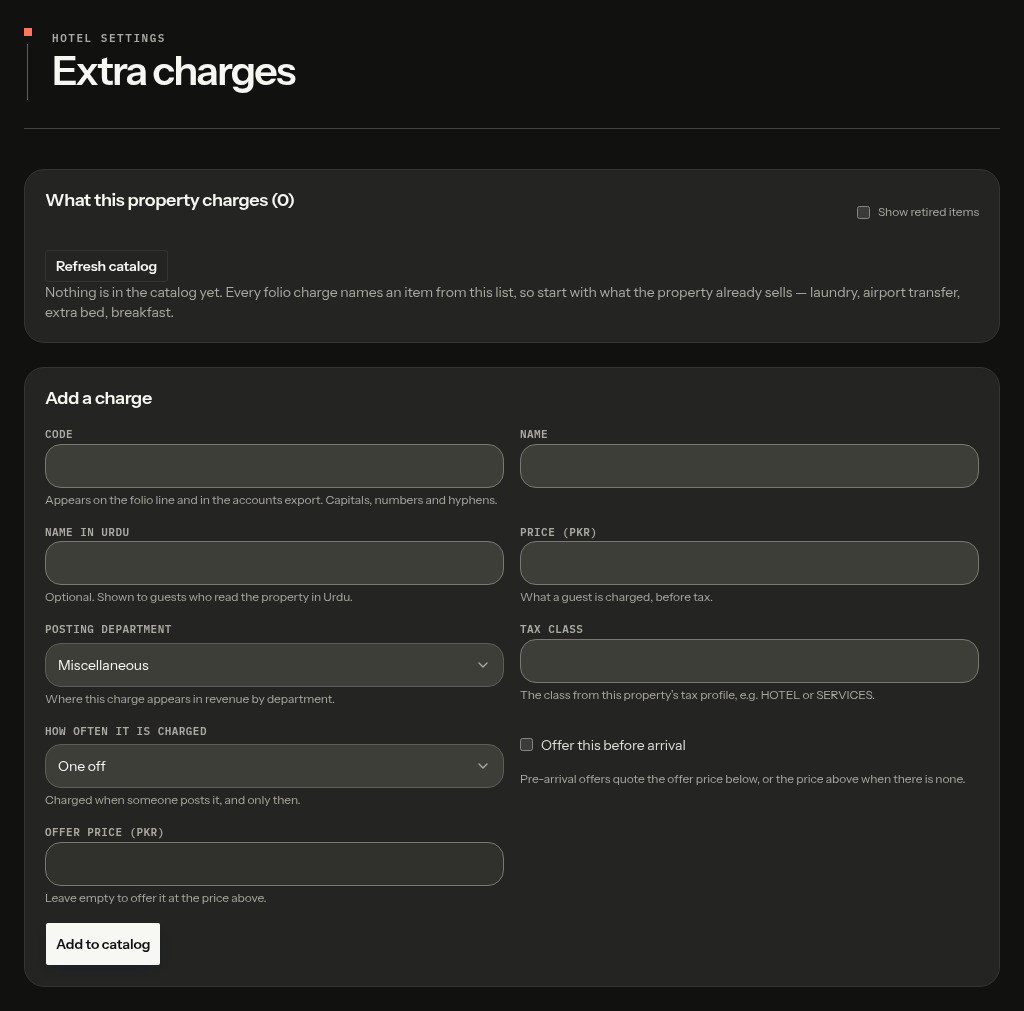 HOTEL SETTINGS
Extra charges
What this property charges (0)
Show retired items
Refresh catalog
Nothing is in the catalog yet. Every folio charge names an item from this list, so start with what the property already sells — laundry, airport transfer,
extra bed, breakfast.
Add a charge
CODE
NAME
Appears on the folio line and in the accounts export. Capitals, numbers and hyphens.
NAME IN URDU
PRICE (PKR)
Optional. Shown to guests who read the property in Urdu.
What a guest is charged, before tax.
POSTING DEPARTMENT
TAX CLASS
Miscellaneous
Where this charge appears in revenue by department.
The class from this property's tax profile, e.g. HOTEL or SERVICES.
HOW OFTEN IT IS CHARGED
Offer this before arrival
One off
Pre-arrival offers quote the offer price below, or the price above when there is none.
Charged when someone posts it, and only then.
OFFER PRICE (PKR)
Leave empty to offer it at the price above.
Add to catalog